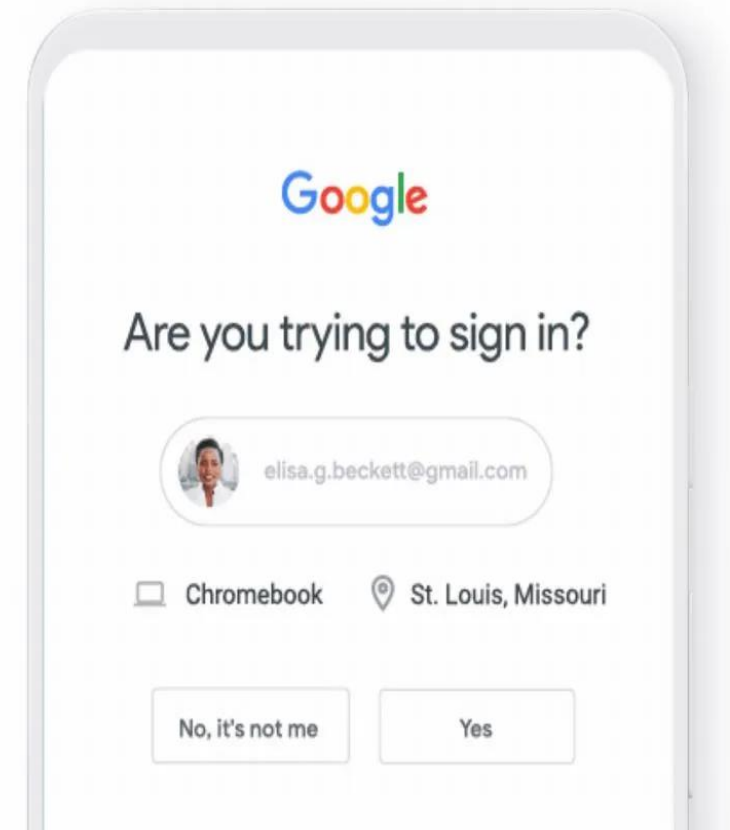 Google
Are you trying to sign in?
elisa.g.beckett@gmail.com
Chromebook St. Louis, Missouri
No, it's not me Yes